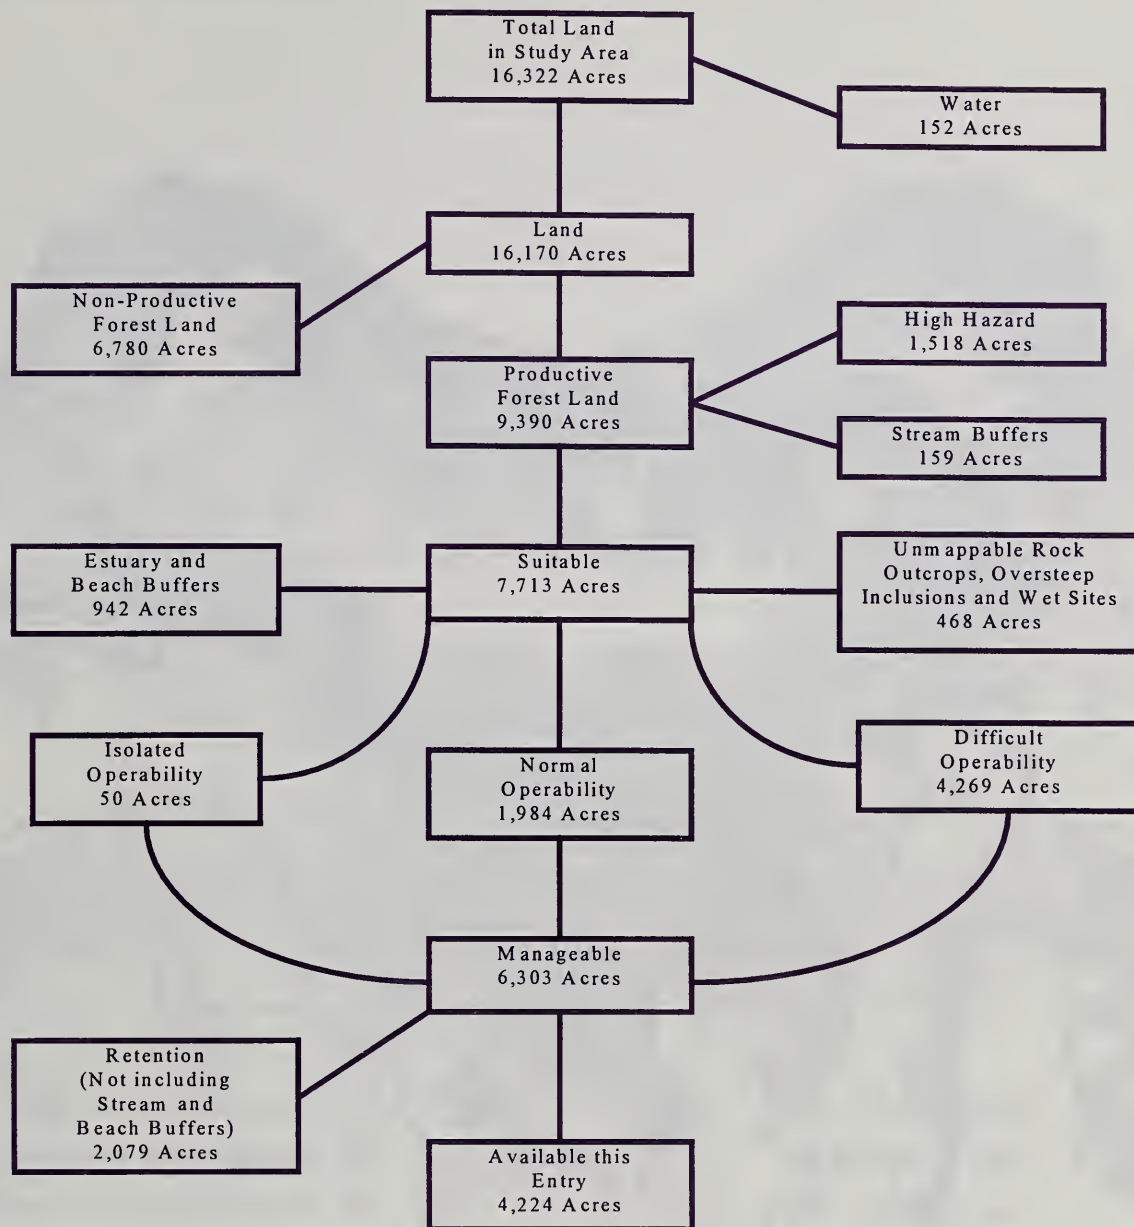 Total Land
in Study Area
16,322 Acres
Water
152 Acres
Land
16,170 Acres
Non-Productive
Forest Land
6,780 Acres
High Hazard
1,518 Acres
Productive
Forest Land
9,390 Acres
Stream Buffers
159 Acres
Estuary and
Beach Buffers
942 Acres
Suitable
7,713 Acres
Unmappable Rock
Outcrops, Oversteep
Inclusions and Wet Sites
468 Acres
Isolated
Operability
50 Acres
Normal
Operability
1,984 Acres
Difficult
Operability
4,269 Acres
Manageable
6,303 Acres
Retention
(Not including
Stream and
Beach Buffers)
2,079 Acres
Available this
Entry
4,224 Acres